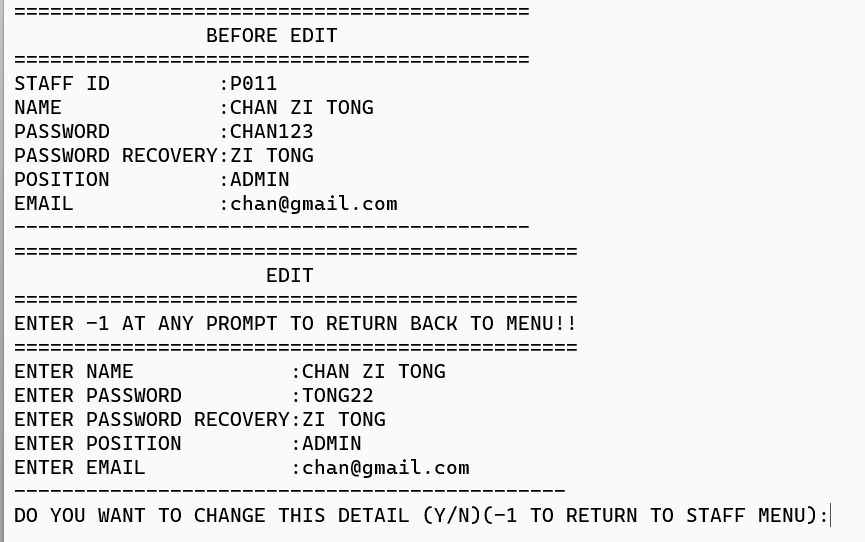 ===========================================
                BEFORE EDIT
===========================================
STAFF ID         :P011
NAME             :CHAN ZI TONG
PASSWORD         :CHAN123
PASSWORD RECOVERY:ZI TONG
POSITION         :ADMIN
EMAIL            :chan@gmail.com
-------------------------------------------
===============================================
                     EDIT
===============================================
ENTER -1 AT ANY PROMPT TO RETURN BACK TO MENU!!
===============================================
ENTER NAME             :CHAN ZI TONG
ENTER PASSWORD         :TONG22
ENTER PASSWORD RECOVERY:ZI TONG
ENTER POSITION         :ADMIN
ENTER EMAIL            :chan@gmail.com
----------------------------------------------
DO YOU WANT TO CHANGE THIS DETAIL (Y/N)(-1 TO RETURN TO STAFF MENU):